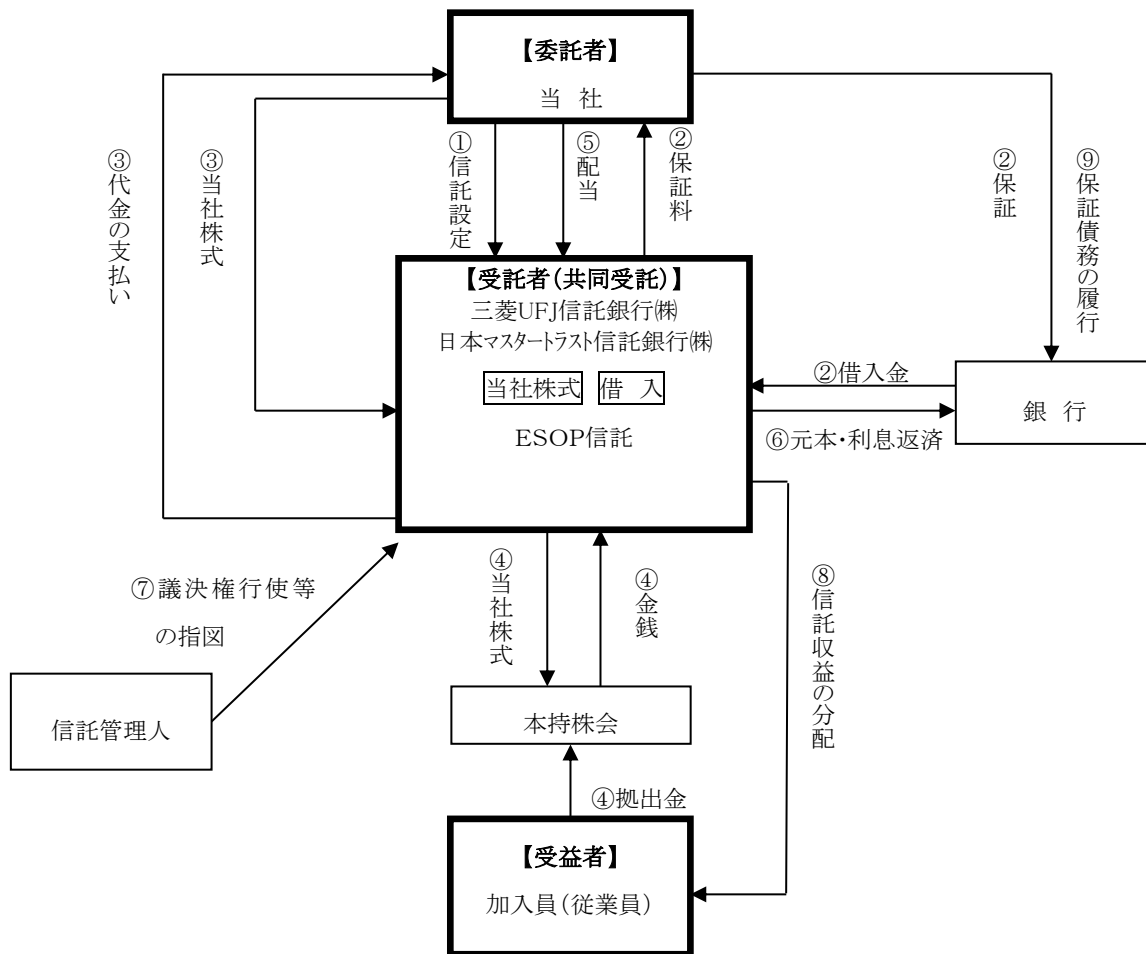 【委託者】
当 社
①信託設定
⑤配当
②保証料
③代金の支払い
③当社株式
②保証
⑨保証債務の履行
【受託者(共同受託)】
三菱UFJ信託銀行㈱
日本マスタートラスト信託銀行㈱
当社株式 借 入
ESOP信託
②借入金
銀 行
⑥元本・利息返済
⑦議決権行使等
の指図
④当社株式
④金銭
⑧信託収益の分配
信託管理人
本持株会
④拠出金
【受益者】
加入員(従業員)